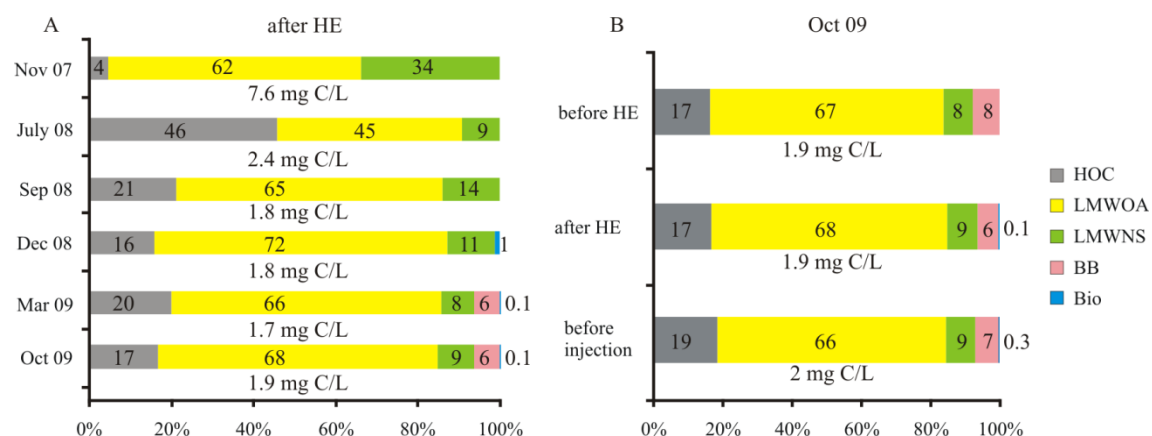 A
after HE
Nov 07
4 62 34
7.6 mg C/L
July 08
46 45 9
2.4 mg C/L
Sep 08
21 65 14
1.8 mg C/L
Dec 08
16 72 11 1
1.8 mg C/L
Mar 09
20 66 8 6 0.1
1.7 mg C/L
Oct 09
17 68 9 6 0.1
1.9 mg C/L
0% 20% 40% 60% 80% 100%
B
Oct 09
before HE
17 67 8 8
1.9 mg C/L
after HE
17 68 9 6 0.1
1.9 mg C/L
before
injection
19 66 9 7 0.3
2 mg C/L
0% 20% 40% 60% 80% 100%
HOC
LMWOA
LMWNS
BB
Bio